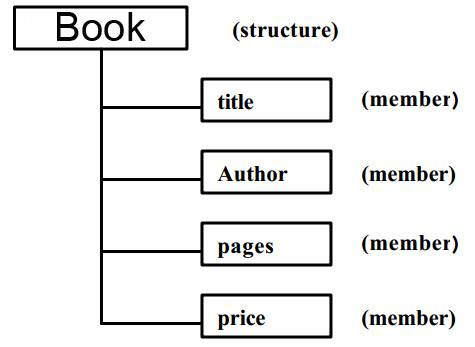 Book (structure)
title (member)
Author (member)
pages (member)
price (member)